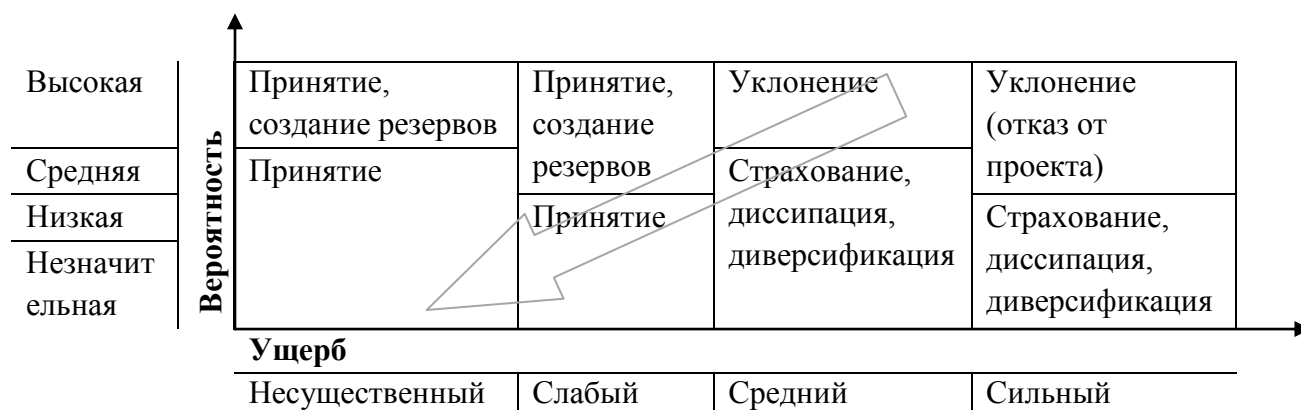 Высокая
Принятие,
создание резервов
Принятие,
создание
резервов
Уклонение
Уклонение
(отказ от
проекта)
Средняя
Принятие
Страхование,
диссипация,
диверсификация
Низкая
Принятие
Страхование,
диссипация,
диверсификация
Незначит
ельная
Вероятность
Ущерб
Несущественный
Слабый
Средний
Сильный